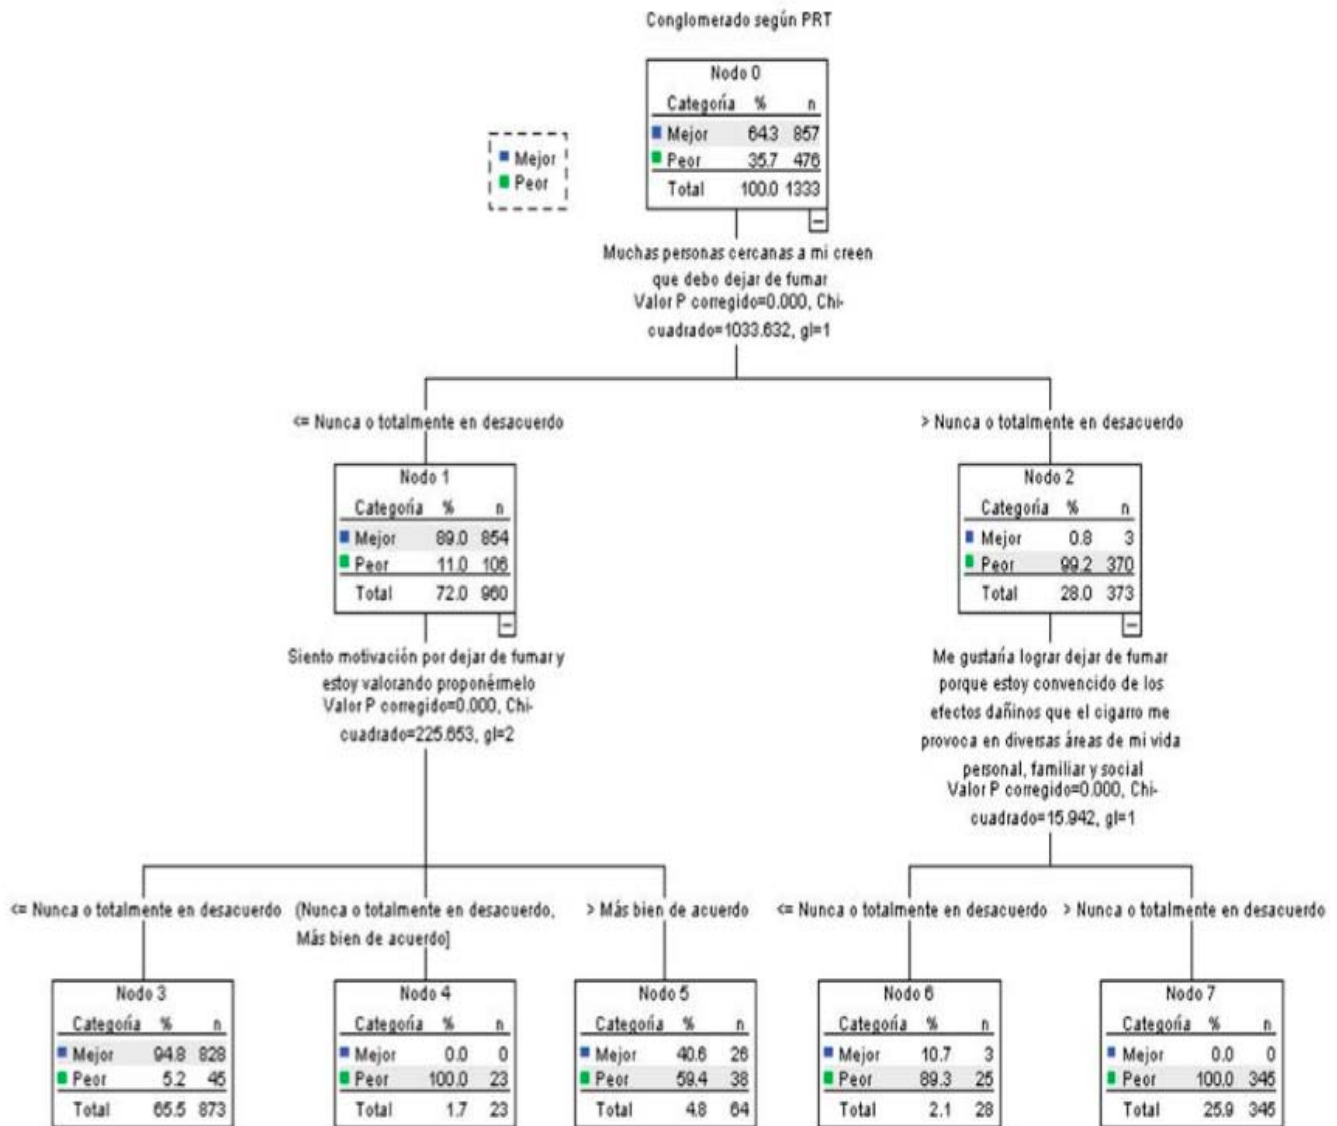 Conglomerado según PRT
Nodo 0
Categoría % n
Mejor 64.3 857
Peor 35.7 476
Total 100.0 1333
Mejor
Peor
Muchas personas cercanas a mi creen
que debo dejar de fumar
Valor P corregido=0.000, Chi-
cuadrado=1033.632, gl=1
<= Nunca o totalmente en desacuerdo
> Nunca o totalmente en desacuerdo
Nodo 1
Categoría % n
Mejor 89.0 854
Peor 11.0 106
Total 72.0 960
Nodo 2
Categoría % n
Mejor 0.8 3
Peor 99.2 370
Total 28.0 373
Siento motivación por dejar de fumar y
estoy valorando proponérmelo
Valor P corregido=0.000, Chi-
cuadrado=225.653, gl=2
Me gustaría lograr dejar de fumar
porque estoy convencido de los
efectos dañinos que el cigarro me
provoca en diversas áreas de mi vida
personal, familiar y social
Valor P corregido=0.000, Chi-
cuadrado=15.942, gl=1
<= Nunca o totalmente en desacuerdo
(Nunca o totalmente en desacuerdo,
Más bien de acuerdo]
> Más bien de acuerdo
<= Nunca o totalmente en desacuerdo
> Nunca o totalmente en desacuerdo
Nodo 3
Categoría % n
Mejor 94.8 828
Peor 5.2 45
Total 65.5 873
Nodo 4
Categoría % n
Mejor 0.0 0
Peor 100.0 23
Total 1.7 23
Nodo 5
Categoría % n
Mejor 40.6 26
Peor 59.4 38
Total 4.8 64
Nodo 6
Categoría % n
Mejor 10.7 3
Peor 89.3 25
Total 2.1 28
Nodo 7
Categoría % n
Mejor 0.0 0
Peor 100.0 345
Total 25.9 345